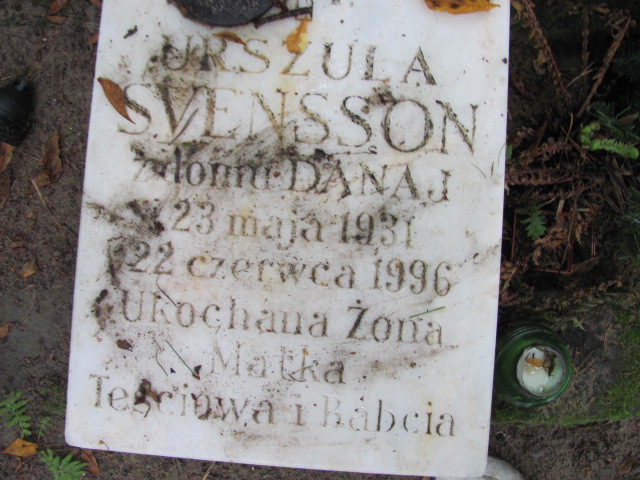 URSZULA
SVENSSON
z domu DANAJ
23 maja 1931
22 czerwca 1996
Ukochana Żona
Matka
Teściowa i Babcia